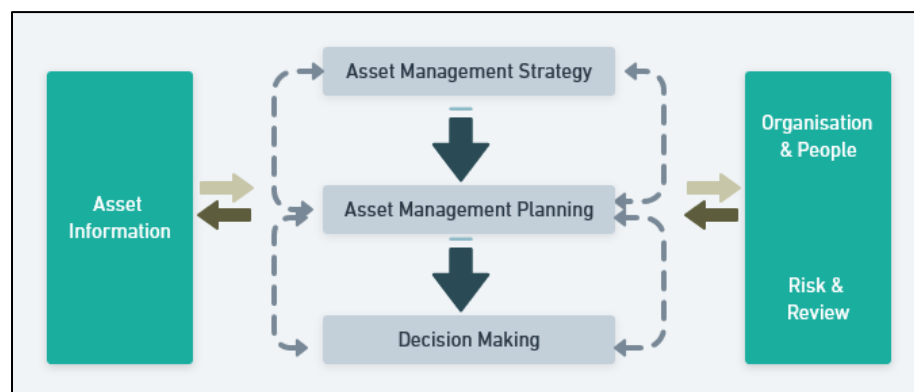 Asset Management Strategy
Organisation
& People
Asset
Information
Asset Management Planning
Risk &
Review
Decision Making